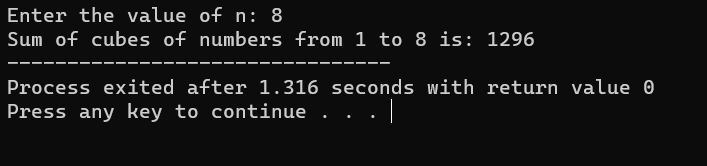 Enter the value of n: 8
Sum of cubes of numbers from 1 to 8 is: 1296
--------------------------------
Process exited after 1.316 seconds with return value 0
Press any key to continue . . .